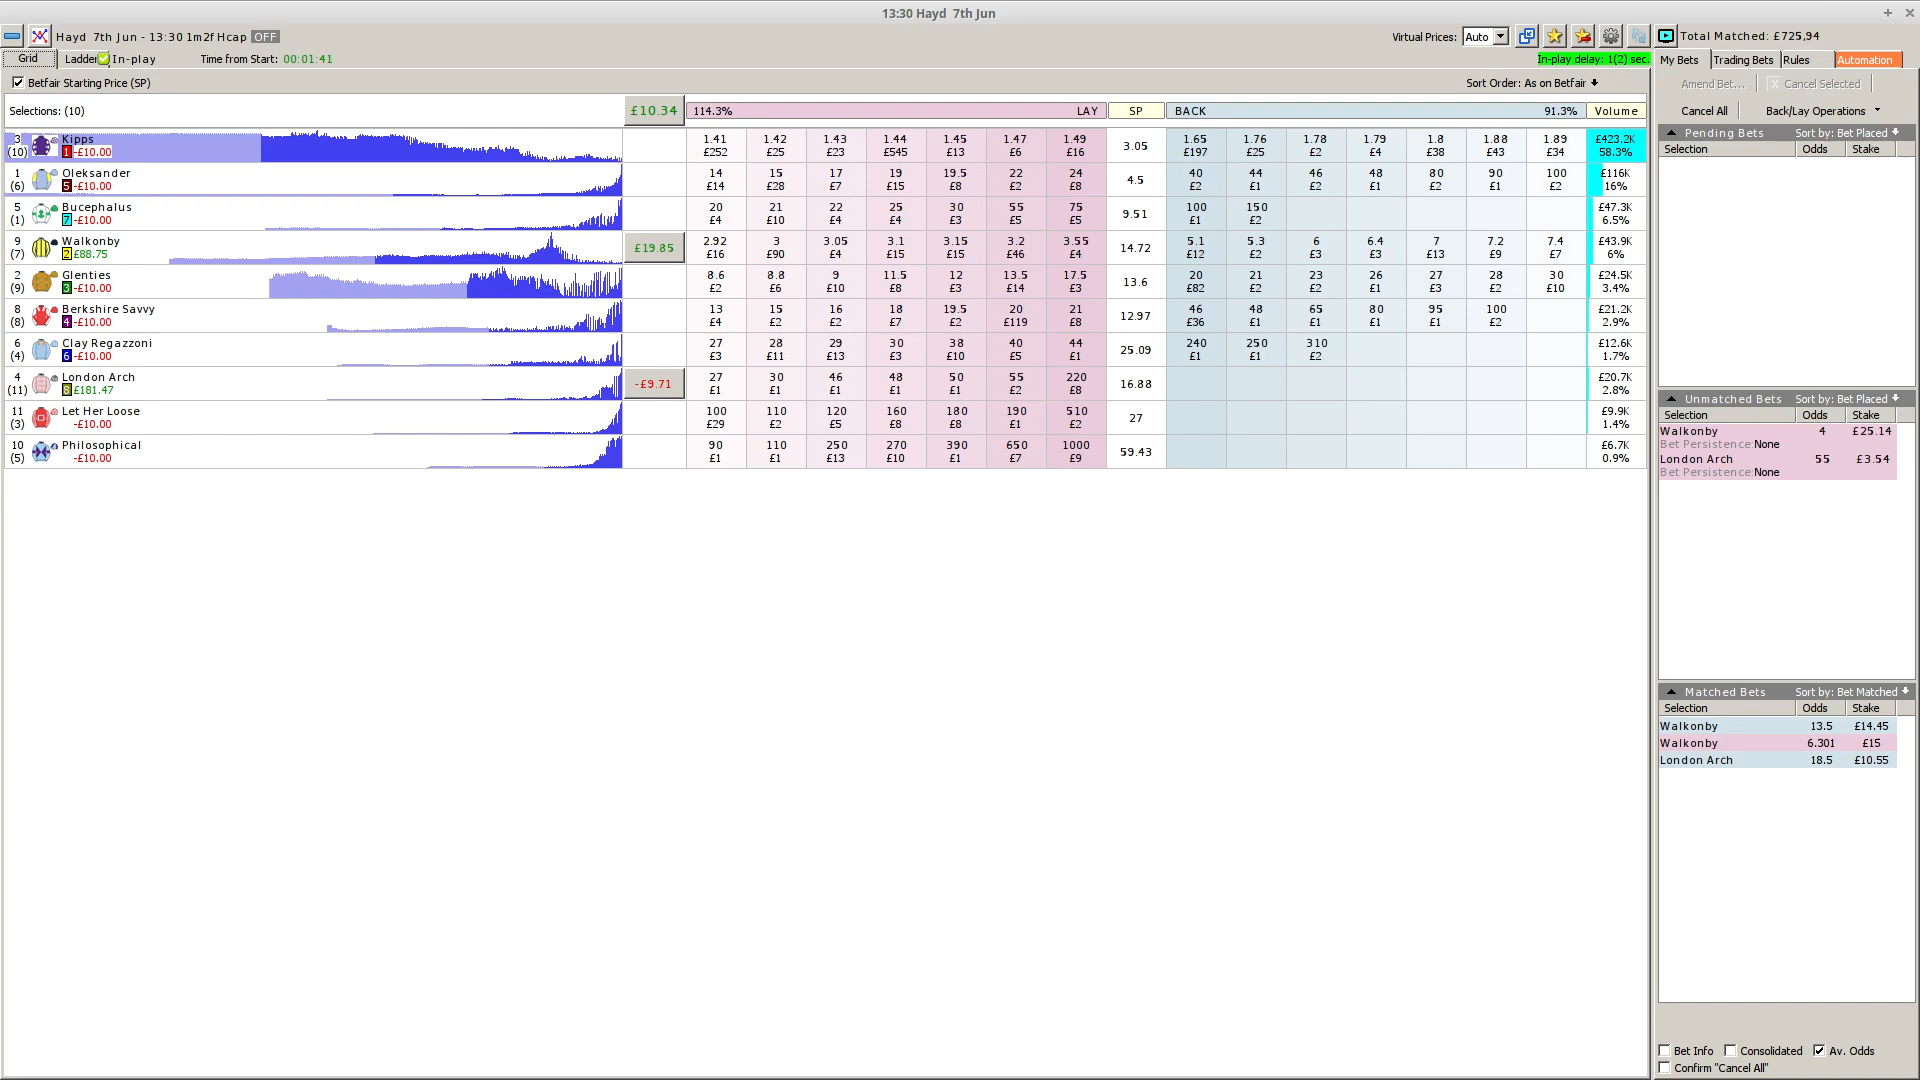 13:30 Hayd 7th Jun
Hayd 7th Jun - 13:30 1m2f Hcap OFF
Virtual Prices: Auto
Total Matched: £725,94
Grid Ladder In-play Time from Start: 00:01:41 In-play delay: 1(2) sec.
My Bets Trading Bets Rules Automation
Betfair Starting Price (SP) Sort Order: As on Betfair
Amend Bet... Cancel Selected
Selections: (10) £10.34 114.3% LAY SP BACK 91.3% Volume
Cancel All Back/Lay Operations
3 Kipps 1.41 1.42 1.43 1.44 1.45 1.47 1.49 3.05 1.65 1.76 1.78 1.79 1.8 1.88 1.89 £423.2K
(10) 1 -£10.00 £252 £25 £23 £545 £13 £6 £16 £197 £25 £2 £4 £38 £43 £34 58.3%
1 Oleksander 14 15 17 19 19.5 22 24 4.5 40 44 46 48 80 90 100 £116K
(6) 5 -£10.00 £14 £28 £7 £15 £8 £2 £8 £2 £1 £2 £1 £2 £1 £2 16%
5 Bucephalus 20 21 22 25 30 55 75 9.51 100 150 £47.3K
(1) 7 -£10.00 £4 £10 £4 £4 £3 £5 £5 £1 £2 6.5%
9 Walkonby £19.85 2.92 3 3.05 3.1 3.15 3.2 3.55 14.72 5.1 5.3 6 6.4 7 7.2 7.4 £43.9K
(7) 2 £88.75 £16 £90 £4 £15 £15 £46 £4 £12 £2 £3 £4 £13 £9 £7 6%
2 Glenties 8.6 8.8 9 11.5 12 13.5 17.5 13.6 20 21 23 26 27 28 30 £24.5K
(9) 3 -£10.00 £2 £6 £10 £8 £3 £14 £3 £82 £2 £2 £1 £3 £2 £10 3.4%
8 Berkshire Savvy 13 15 16 18 19.5 20 21 12.97 46 48 65 80 95 100 £21.2K
(8) 4 -£10.00 £4 £2 £2 £7 £2 £119 £8 £36 £1 £1 £1 £1 £2 2.9%
6 Clay Regazzoni 27 28 29 30 38 40 44 25.09 240 250 310 £12.6K
(4) 6 -£10.00 £3 £11 £13 £3 £10 £5 £1 £1 £1 £2 1.7%
4 London Arch -£9.71 27 30 46 48 50 55 220 16.88 £20.7K
(11) 8 £181.47 £1 £1 £1 £1 £1 £2 £8 2.8%
11 Let Her Loose 100 110 120 160 180 190 510 27 £9.9K
(3) -£10.00 £29 £2 £5 £8 £8 £1 £2 1.4%
10 Philosophical 90 110 250 270 390 650 1000 59.43 £6.7K
(5) -£10.00 £1 £1 £13 £10 £1 £7 £9 0.9%
Pending Bets Sort by: Bet Placed
Selection Odds Stake
Unmatched Bets Sort by: Bet Placed
Selection Odds Stake
Walkonby 4 £25.14
Bet Persistence:None
London Arch 55 £3.54
Bet Persistence:None
Matched Bets Sort by: Bet Matched
Selection Odds Stake
Walkonby 13.5 £14.45
Walkonby 6.301 £15
London Arch 18.5 £10.55
Bet Info Consolidated Av. Odds
Confirm "Cancel All"